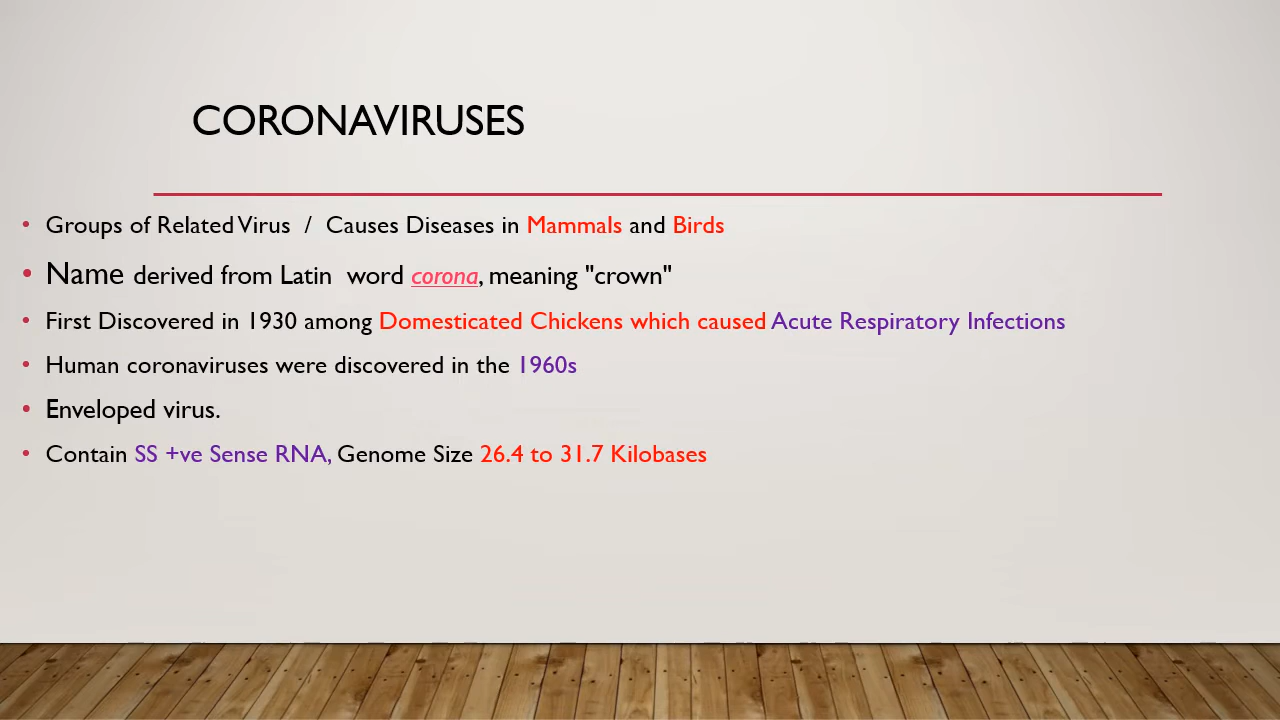 CORONAVIRUSES
• Groups of Related Virus / Causes Diseases in Mammals and Birds
• Name derived from Latin word corona, meaning "crown"
• First Discovered in 1930 among Domesticated Chickens which caused Acute Respiratory Infections
• Human coronaviruses were discovered in the 1960s
• Enveloped virus.
• Contain SS +ve Sense RNA, Genome Size 26.4 to 31.7 Kilobases